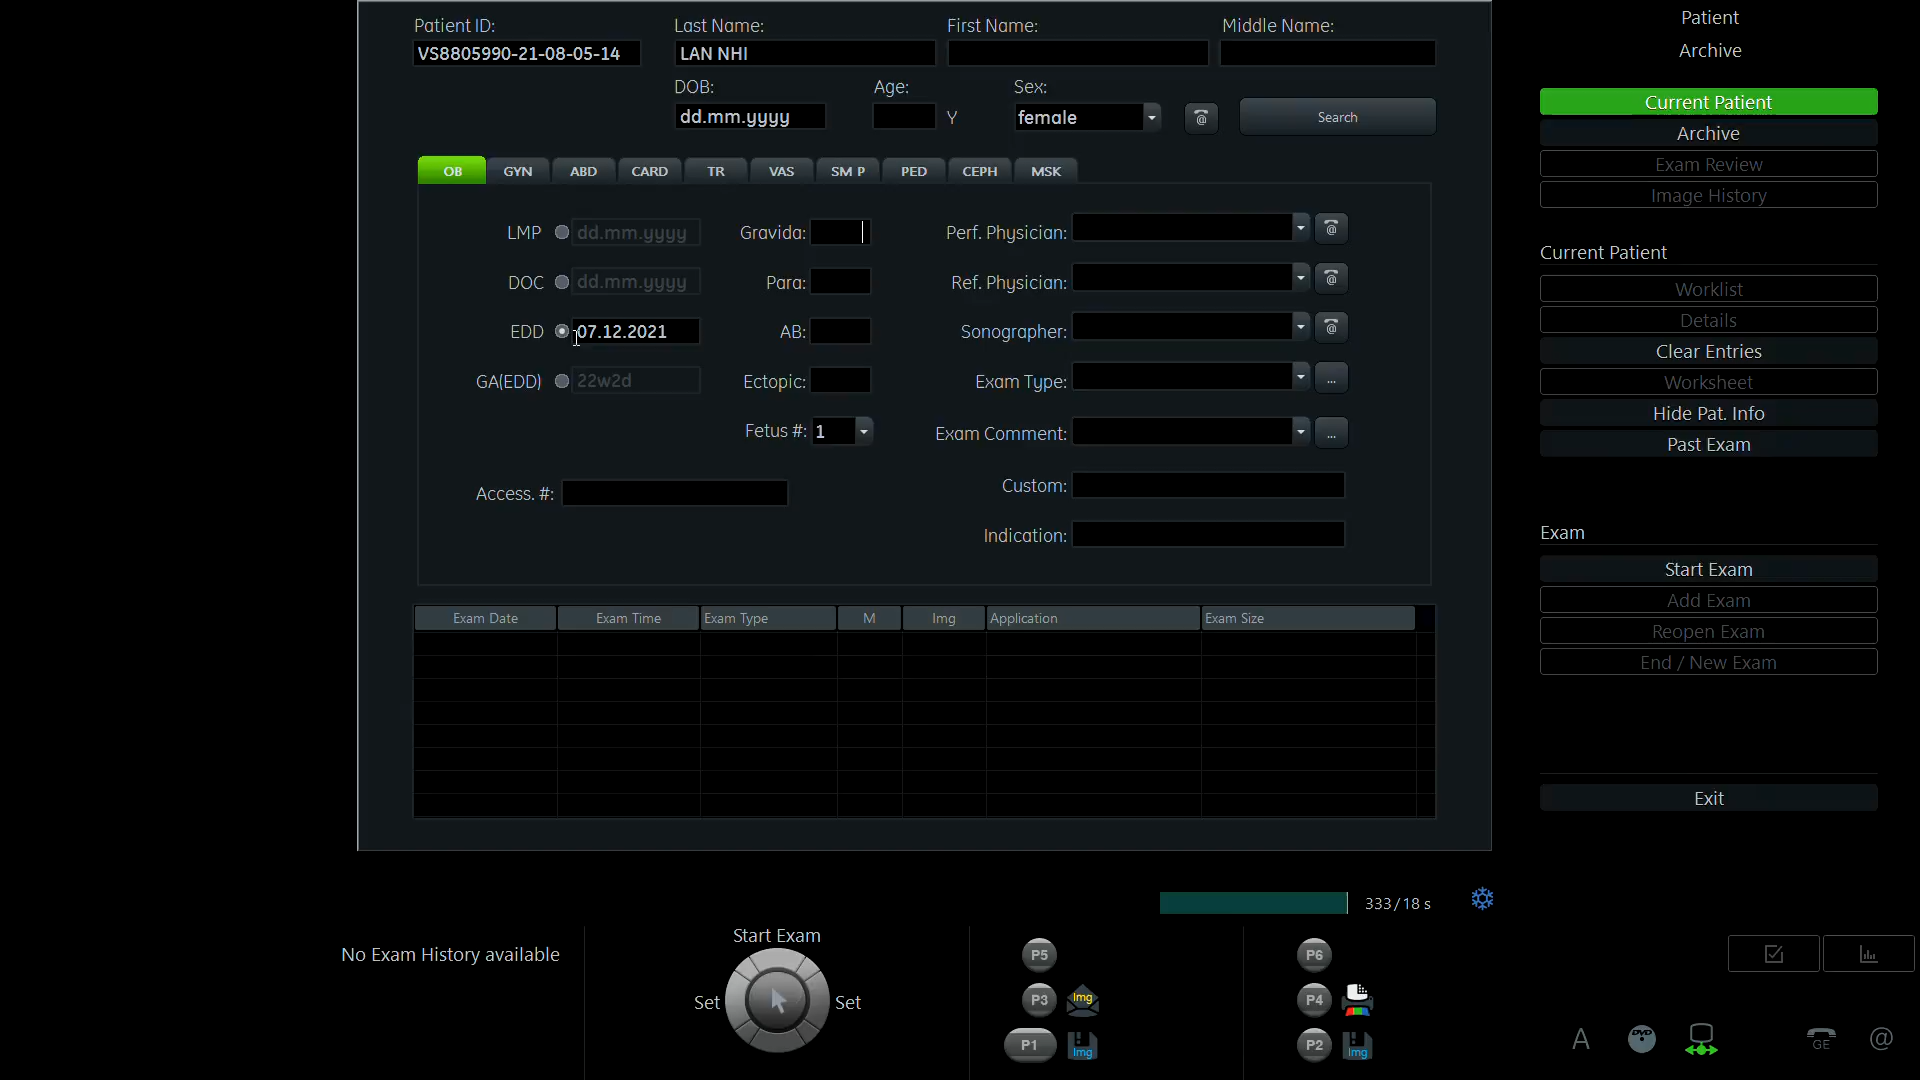 Patient ID: Last Name: First Name: Middle Name:
VS8805990-21-08-05-14 LAN NHI
DOB: Age: Sex:
dd.mm.yyyy Y female @ Search
OB GYN ABD CARD TR VAS SM P PED CEPH MSK
LMP dd.mm.yyyy Gravida: Perf. Physician: @
DOC dd.mm.yyyy Para: Ref. Physician: @
EDD 07.12.2021 AB: Sonographer: @
GA(EDD) 22w2d Ectopic: Exam Type: ...
Fetus #: 1 Exam Comment: ...
Access. #: Custom:
Indication:
Exam Date Exam Time Exam Type M Img Application Exam Size
333/18 s
Patient
Archive
Current Patient
Archive
Exam Review
Image History
Current Patient
Worklist
Details
Clear Entries
Worksheet
Hide Pat. Info
Past Exam
Exam
Start Exam
Add Exam
Reopen Exam
End / New Exam
Exit
No Exam History available
Start Exam
Set Set
P5 P6
P3 Img P4
P1 Img P2 Img
A DVD GE @